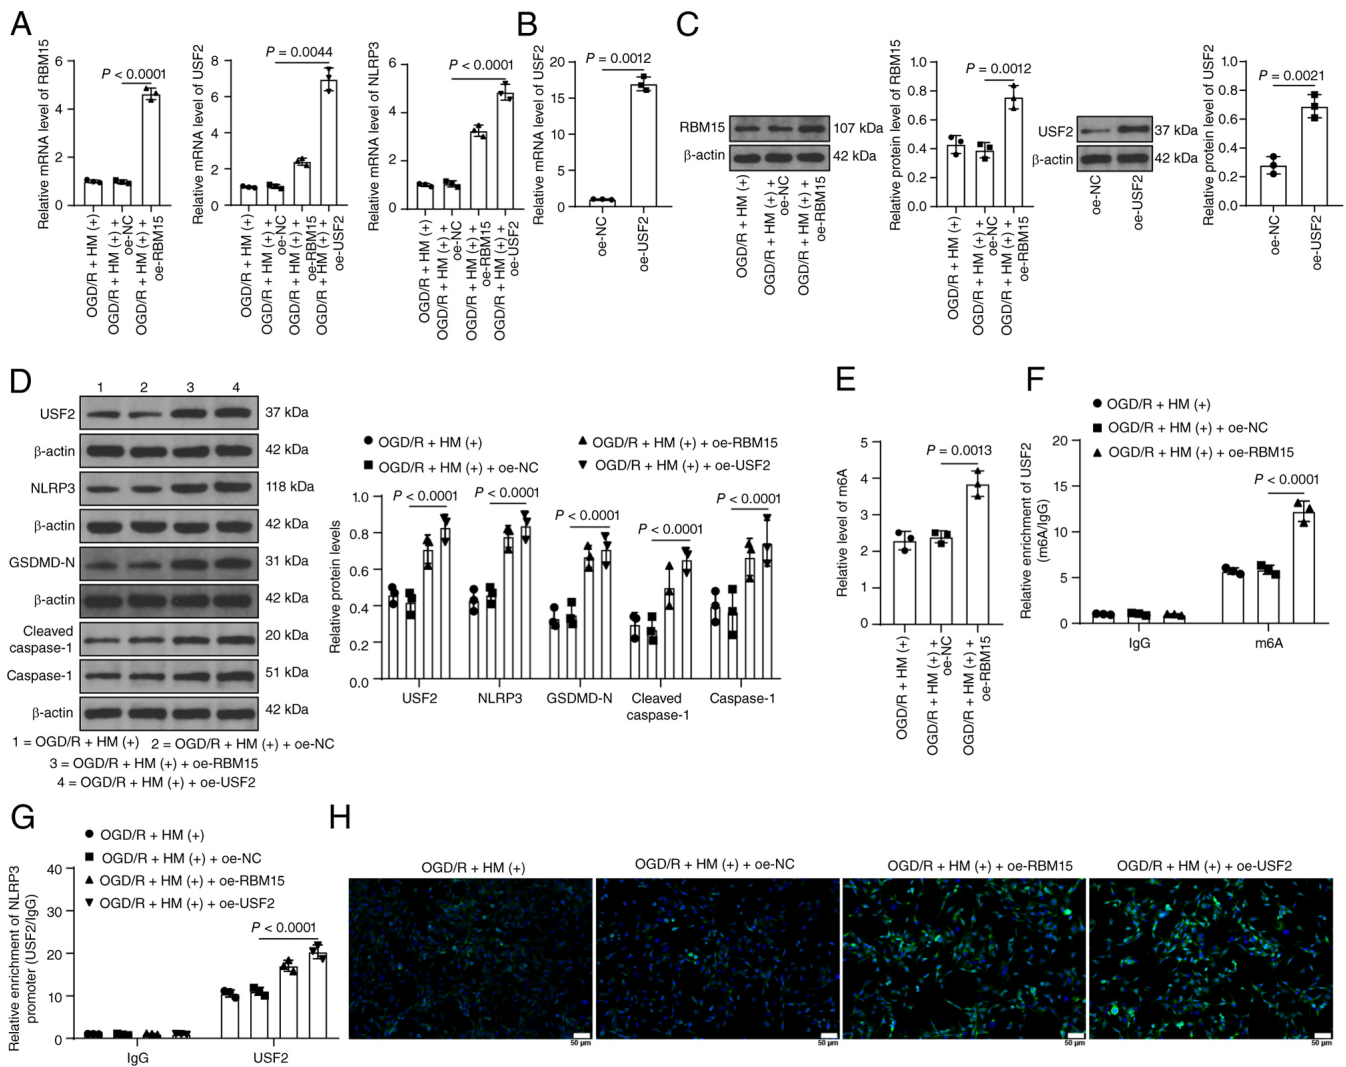 A
Relative mRNA level of RBM15
6
4
2
0
P < 0.0001
OGD/R + HM (+)
OGD/R + HM (+) +
oe-NC
OGD/R + HM (+) +
oe-RBM15
Relative mRNA level of USF2
8
6
4
2
0
P = 0.0044
OGD/R + HM (+)
OGD/R + HM (+) +
oe-NC
OGD/R + HM (+) +
oe-RBM15
OGD/R + HM (+) +
oe-USF2
Relative mRNA level of NLRP3
6
4
2
0
P < 0.0001
OGD/R + HM (+)
OGD/R + HM (+) +
oe-NC
OGD/R + HM (+) +
oe-RBM15
OGD/R + HM (+) +
oe-USF2
B
Relative mRNA level of USF2
20
15
10
5
0
P = 0.0012
oe-NC
oe-USF2
C
RBM15
107 kDa
β-actin
42 kDa
OGD/R + HM (+)
OGD/R + HM (+) +
oe-NC
OGD/R + HM (+) +
oe-RBM15
Relative protein level of RBM15
1.0
0.8
0.6
0.4
0.2
0.0
P = 0.0012
OGD/R + HM (+)
OGD/R + HM (+) +
oe-NC
OGD/R + HM (+) +
oe-RBM15
USF2
37 kDa
β-actin
42 kDa
oe-NC
oe-USF2
Relative protein level of USF2
1.0
0.8
0.6
0.4
0.2
0.0
P = 0.0021
oe-NC
oe-USF2
D
1 2 3 4
USF2 37 kDa
β-actin 42 kDa
NLRP3 118 kDa
β-actin 42 kDa
GSDMD-N 31 kDa
β-actin 42 kDa
Cleaved
caspase-1
20 kDa
Caspase-1 51 kDa
β-actin 42 kDa
1 = OGD/R + HM (+) 2 = OGD/R + HM (+) + oe-NC
3 = OGD/R + HM (+) + oe-RBM15
4 = OGD/R + HM (+) + oe-USF2
OGD/R + HM (+)
OGD/R + HM (+) + oe-NC
OGD/R + HM (+) + oe-RBM15
OGD/R + HM (+) + oe-USF2
Relative protein levels
1.0
0.8
0.6
0.4
0.2
0.0
P < 0.0001
P < 0.0001
P < 0.0001
P < 0.0001
P < 0.0001
USF2
NLRP3
GSDMD-N
Cleaved
caspase-1
Caspase-1
E
Relative level of m6A
5
4
3
2
1
0
P = 0.0013
OGD/R + HM (+)
OGD/R + HM (+) +
oe-NC
OGD/R + HM (+) +
oe-RBM15
F
OGD/R + HM (+)
OGD/R + HM (+) + oe-NC
OGD/R + HM (+) + oe-RBM15
Relative enrichment of USF2
(m6A/IgG)
20
15
10
5
0
P < 0.0001
IgG
m6A
G
OGD/R + HM (+)
OGD/R + HM (+) + oe-NC
OGD/R + HM (+) + oe-RBM15
OGD/R + HM (+) + oe-USF2
Relative enrichment of NLRP3
promoter (USF2/IgG)
40
30
20
10
0
P < 0.0001
IgG
USF2
H
OGD/R + HM (+)
OGD/R + HM (+) + oe-NC
OGD/R + HM (+) + oe-RBM15
OGD/R + HM (+) + oe-USF2
50 µm
50 µm
50 µm
50 µm